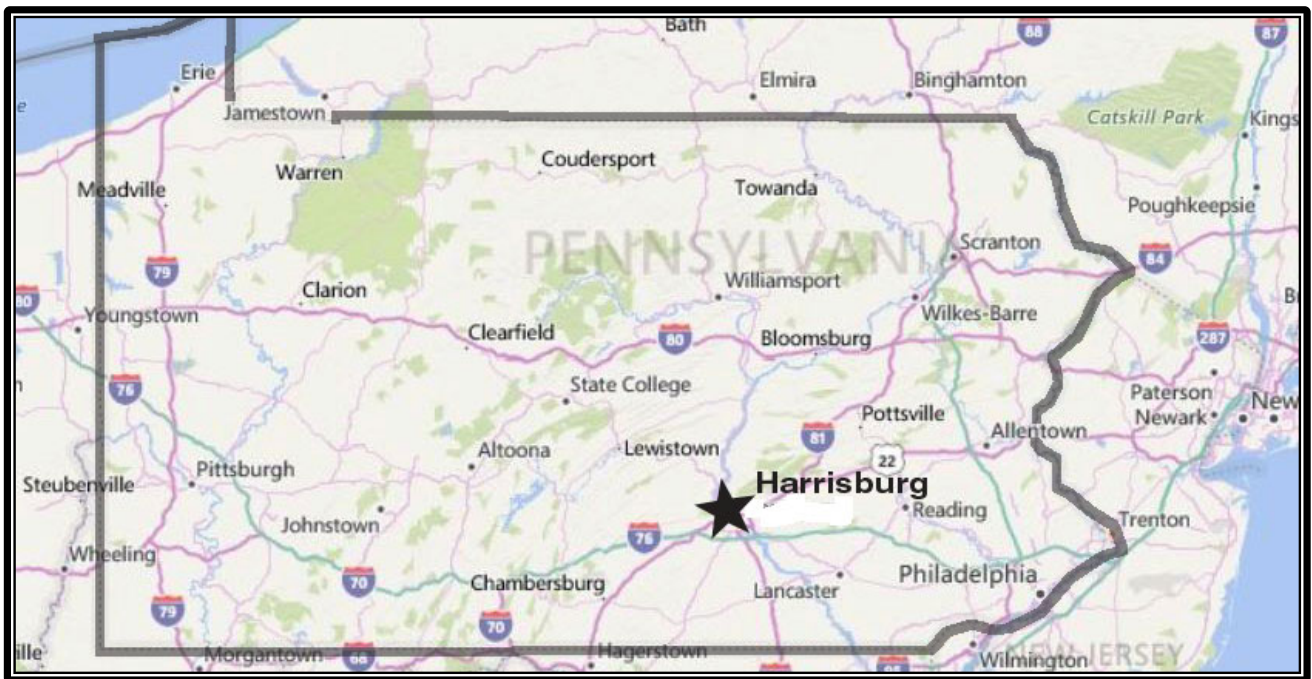 Bath
88
87
Erie
Elmira
Binghamton
Jamestown
Catskill Park
Kings
e
Coudersport
Warren
Meadville
Towanda
Poughkeepsie
PENNSYLVANIA
Scranton
84
79
Williamsport
Clarion
80
Youngstown
Wilkes-Barre
Clearfield
80
Bloomsburg
287
76
State College
Paterson
Newark
New
Pottsville
81
Allentown
Altoona
Lewistown
22
Pittsburgh
Steubenville
Harrisburg
Johnstown
Reading
Trenton
76
Wheeling
70
Chambersburg
Philadelphia
Lancaster
79
70
ille
Morgantown
68
Hagerstown
Wilmington
NEW JERSEY